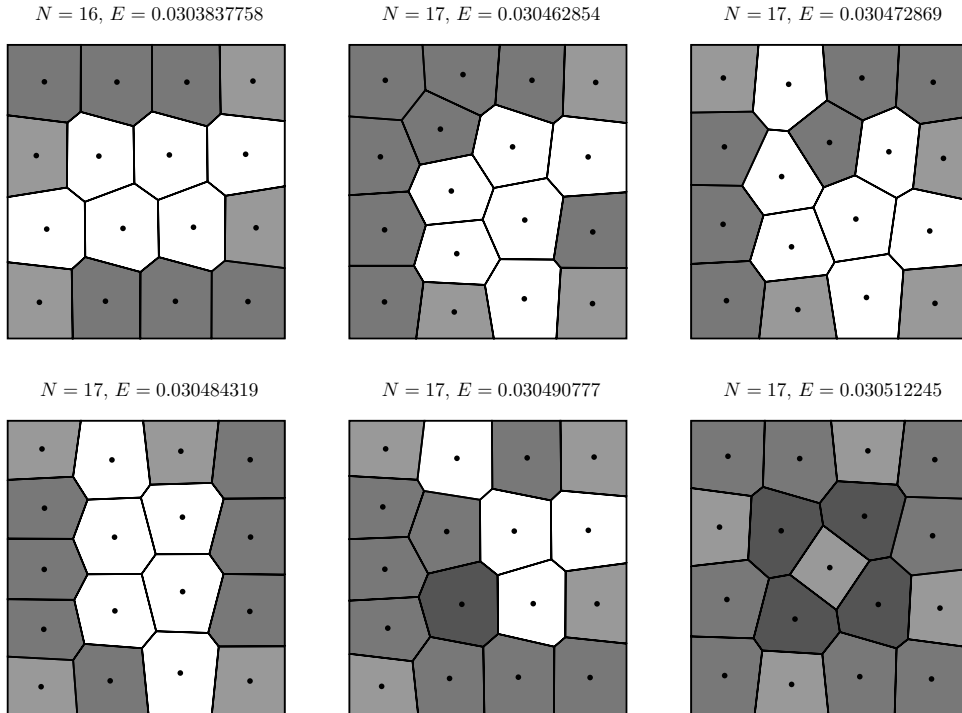 N = 16, E = 0.0303837758
N = 17, E = 0.030462854
N = 17, E = 0.030472869
N = 17, E = 0.030484319
N = 17, E = 0.030490777
N = 17, E = 0.030512245